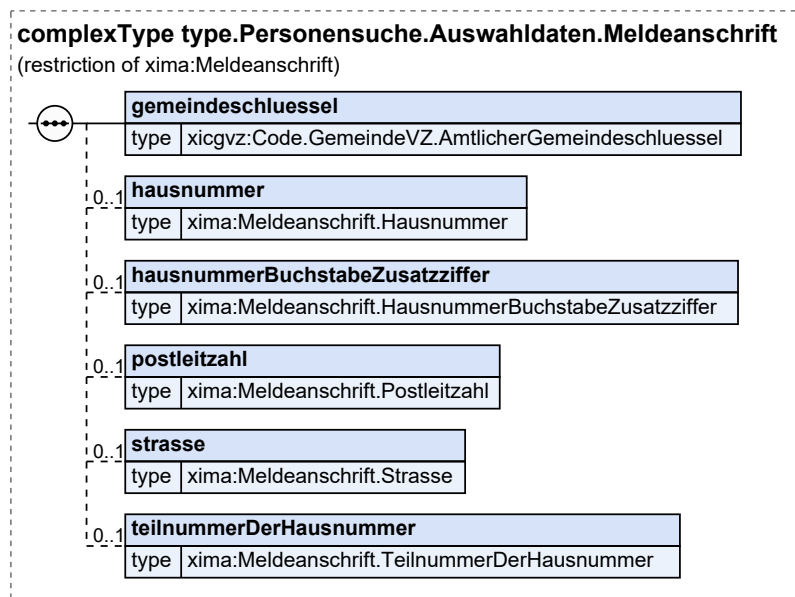 complexType type.Personensuche.Auswahldaten.Meldeanschrift
(restriction of xima:Meldeanschrift)
gemeindeschluessel
type xicgvz:Code.GemeindeVZ.AmtlicherGemeindeschluessel
0..1 hausnummer
type xima:Meldeanschrift.Hausnummer
0..1 hausnummerBuchstabeZusatzziffer
type xima:Meldeanschrift.HausnummerBuchstabeZusatzziffer
0..1 postleitzahl
type xima:Meldeanschrift.Postleitzahl
0..1 strasse
type xima:Meldeanschrift.Strasse
0..1 teilnummerDerHausnummer
type xima:Meldeanschrift.TeilnummerDerHausnummer